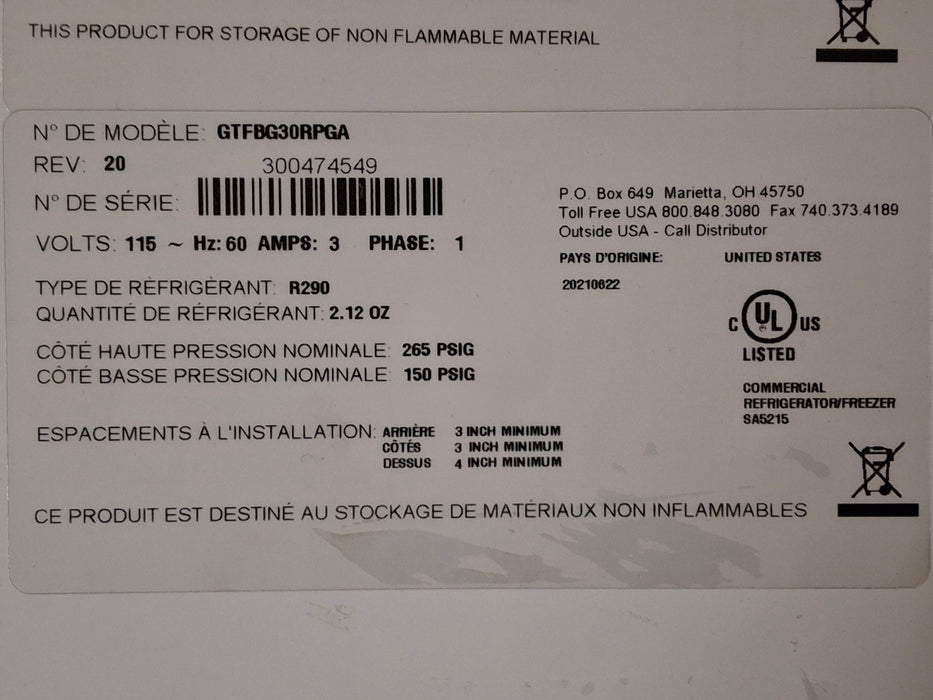 THIS PRODUCT FOR STORAGE OF NON FLAMMABLE MATERIAL
N° DE MODÈLE: GTFBG30RPGA
REV: 20
300474549
N° DE SÉRIE:
VOLTS: 115 ~ Hz: 60 AMPS: 3 PHASE: 1
TYPE DE RÈFRIGÈRANT: R290
QUANTITÉ DE RÉFRIGÉRANT: 2.12 OZ
CÔTÉ HAUTE PRESSION NOMINALE: 265 PSIG
CÔTÉ BASSE PRESSION NOMINALE: 150 PSIG
ESPACEMENTS À L'INSTALLATION: ARRIÈRE 3 INCH MINIMUM
CÔTÉS 3 INCH MINIMUM
DESSUS 4 INCH MINIMUM
P.O. Box 649 Marietta, OH 45750
Toll Free USA 800.848.3080 Fax 740.373.4189
Outside USA - Call Distributor
PAYS D'ORIGINE: UNITED STATES
20210622
C UL US
LISTED
COMMERCIAL
REFRIGERATOR/FREEZER
SA5215
CE PRODUIT EST DESTINÉ AU STOCKAGE DE MATÉRIAUX NON INFLAMMABLES